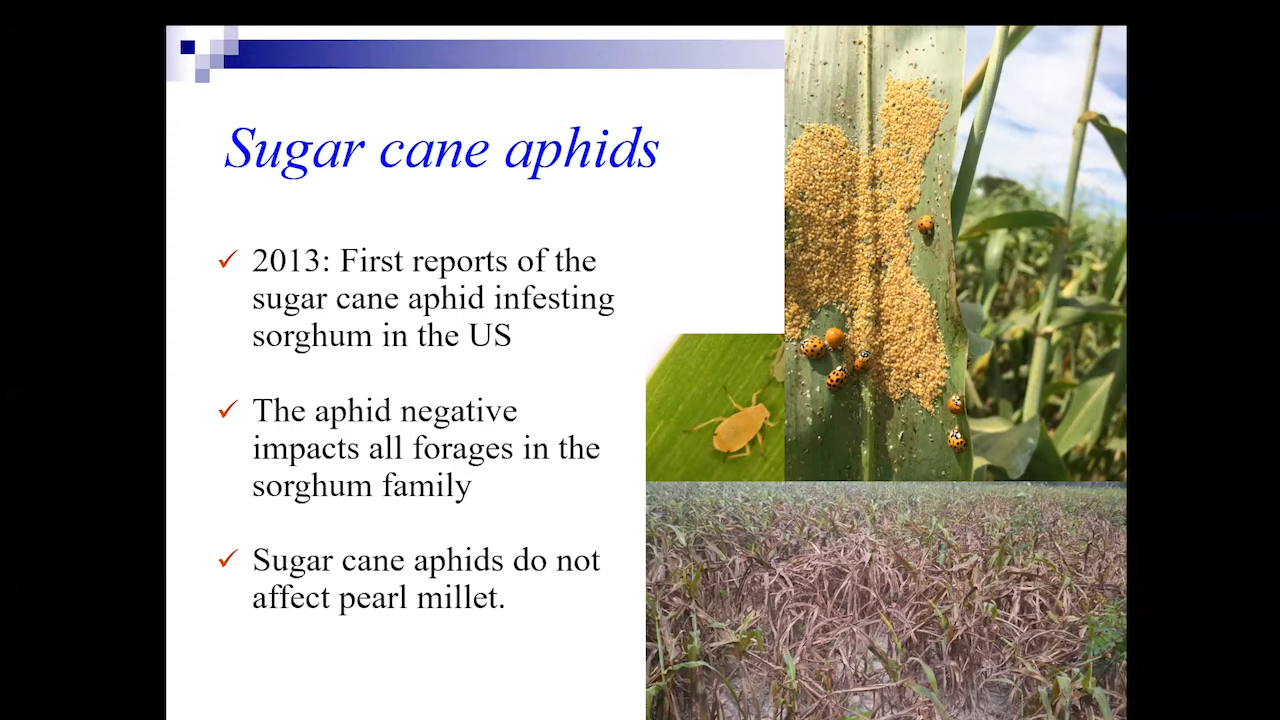 Sugar cane aphids
✓ 2013: First reports of the
sugar cane aphid infesting
sorghum in the US
✓ The aphid negative
impacts all forages in the
sorghum family
✓ Sugar cane aphids do not
affect pearl millet.